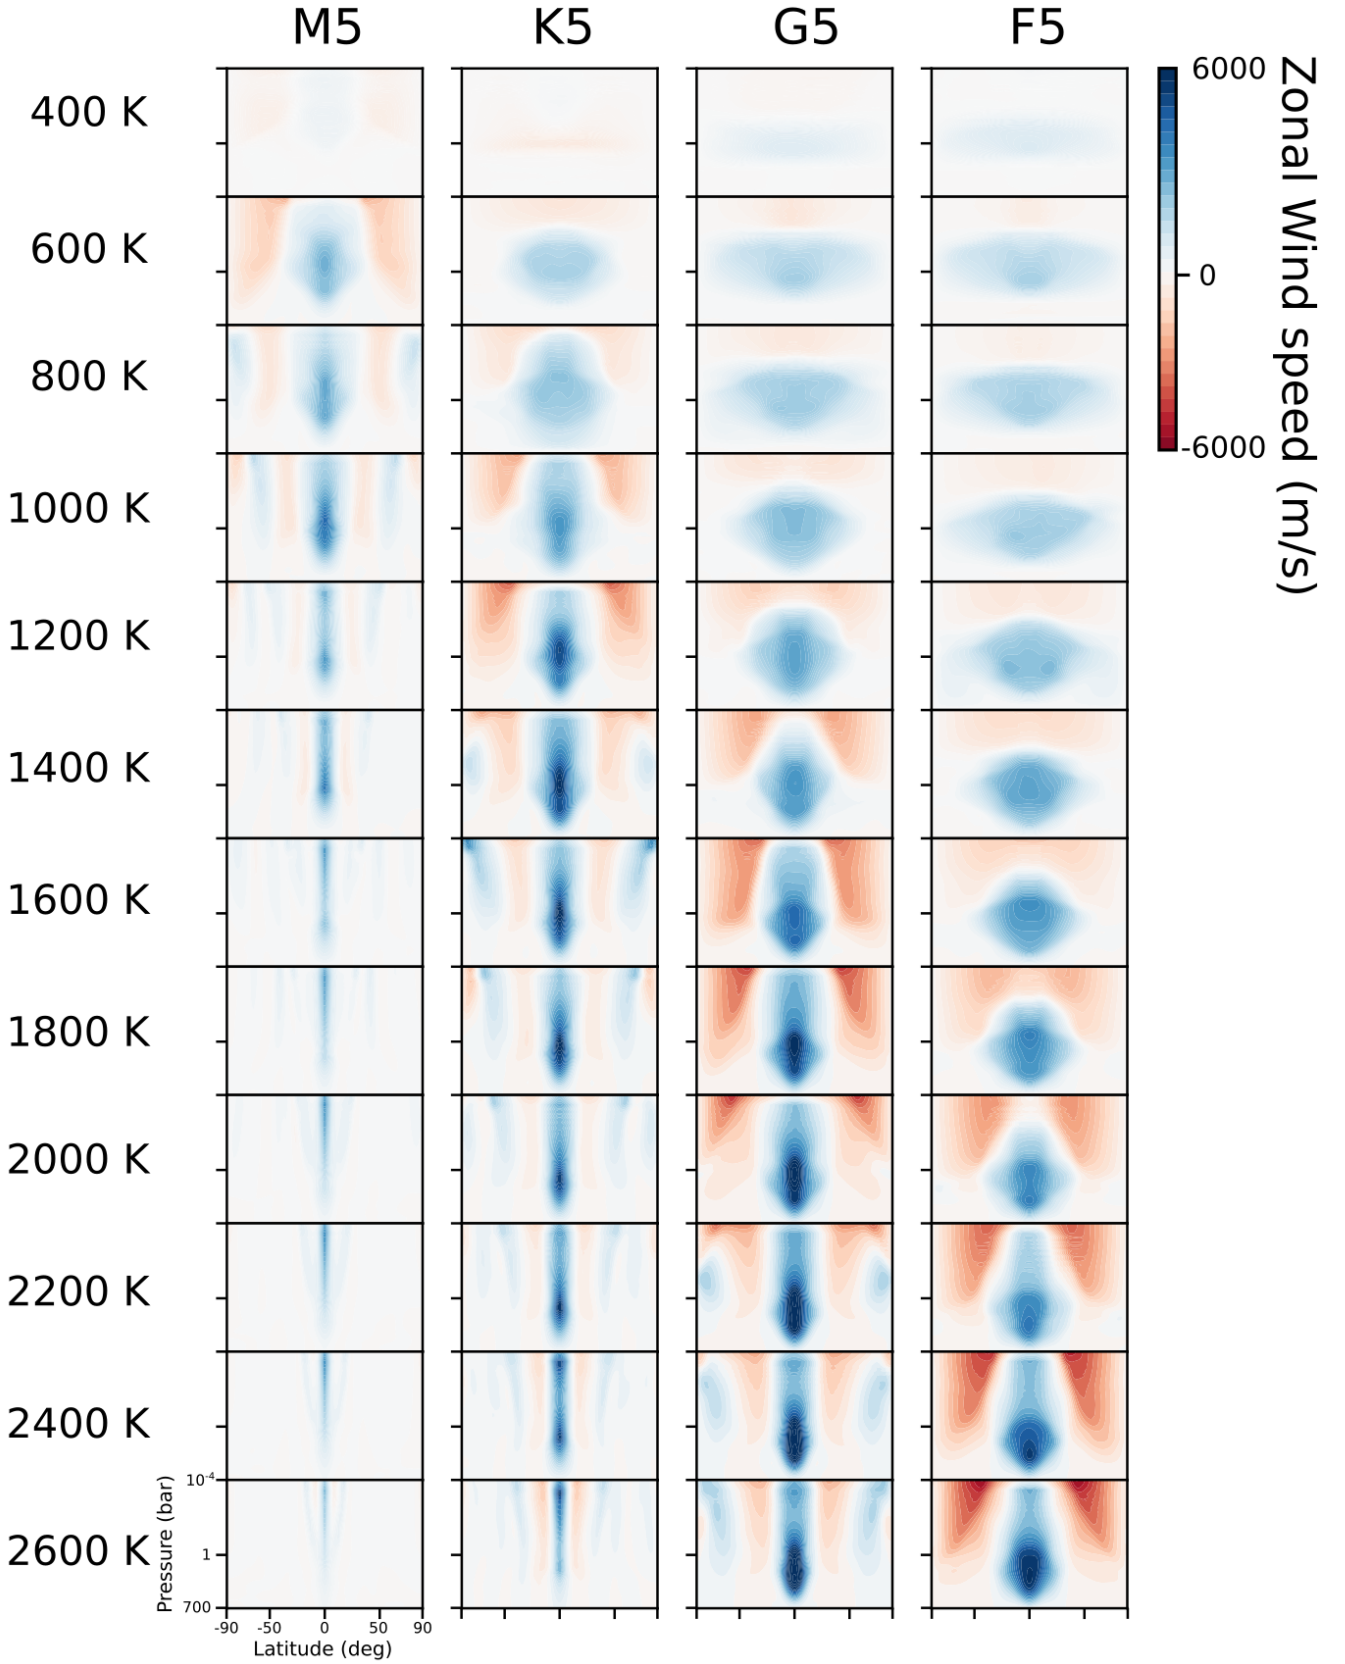 M5 K5 G5 F5
6000
0
-6000
Zonal Wind speed (m/s)
400 K
600 K
800 K
1000 K
1200 K
1400 K
1600 K
1800 K
2000 K
2200 K
2400 K
2600 K
Pressure (bar)
10⁻⁴
1
700
-90 -50 0 50 90
Latitude (deg)